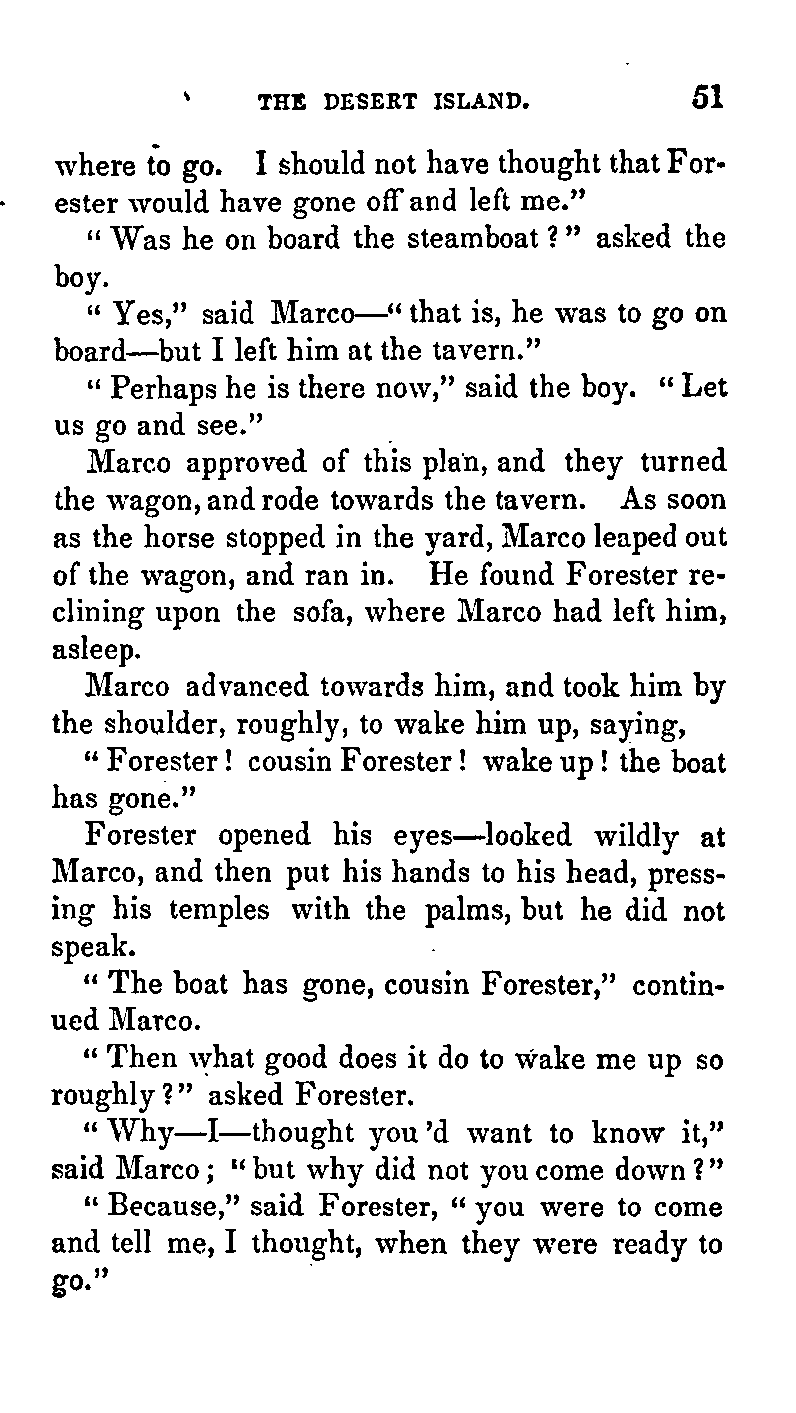 THE DESERT ISLAND. 51
where to go. I should not have thought that For-
ester would have gone off and left me.”
“ Was he on board the steamboat ? ” asked the
boy.
“ Yes,” said Marco—“ that is, he was to go on
board—but I left him at the tavern.”
“ Perhaps he is there now,” said the boy. “ Let
us go and see.”
Marco approved of this plan, and they turned
the wagon, and rode towards the tavern. As soon
as the horse stopped in the yard, Marco leaped out
of the wagon, and ran in. He found Forester re-
clining upon the sofa, where Marco had left him,
asleep.
Marco advanced towards him, and took him by
the shoulder, roughly, to wake him up, saying,
“ Forester ! cousin Forester ! wake up ! the boat
has gone.”
Forester opened his eyes—looked wildly at
Marco, and then put his hands to his head, press-
ing his temples with the palms, but he did not
speak.
“ The boat has gone, cousin Forester,” contin-
ued Marco.
“ Then what good does it do to wake me up so
roughly ? ” asked Forester.
“ Why—I—thought you ’d want to know it,”
said Marco ; “ but why did not you come down ? ”
“ Because,” said Forester, “ you were to come
and tell me, I thought, when they were ready to
go.”